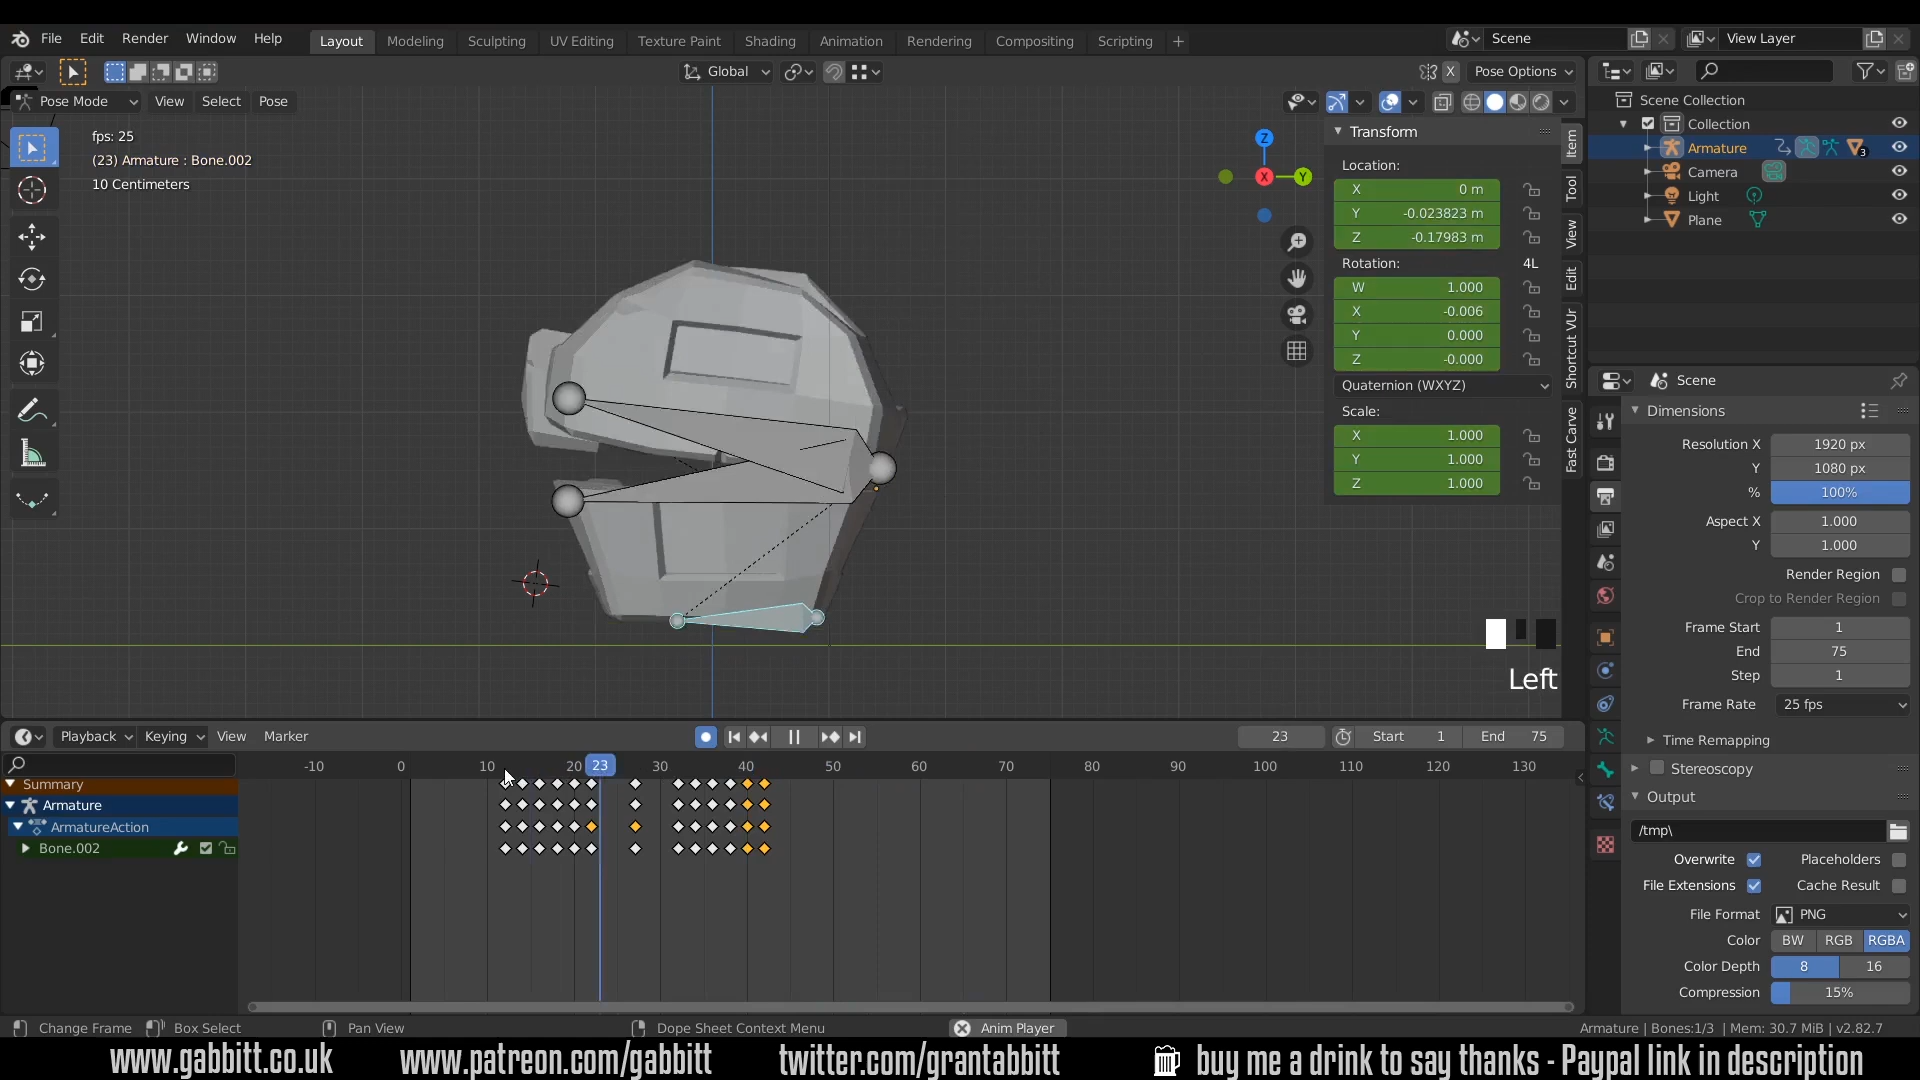 File Edit Render Window Help Layout Modeling Sculpting UV Editing Texture Paint Shading Animation Rendering Compositing Scripting + Scene View Layer
Global X Pose Options
Pose Mode View Select Pose
fps: 25
(23) Armature : Bone.002
10 Centimeters
Z
X
Y
Transform
Location:
X 0 m
Y -0.023823 m
Z -0.17983 m
Rotation: 4L
W 1.000
X -0.006
Y 0.000
Z -0.000
Quaternion (WXYZ)
Scale:
X 1.000
Y 1.000
Z 1.000
Item
Tool
View
Edit
Shortcut VUr
Fast Carve
Left
Scene Collection
Collection
Armature 3
Camera
Light
Plane
Scene
Dimensions
Resolution X 1920 px
Y 1080 px
% 100%
Aspect X 1.000
Y 1.000
Render Region
Crop to Render Region
Frame Start 1
End 75
Step 1
Frame Rate 25 fps
Time Remapping
Stereoscopy
Output
/tmp\
Overwrite Placeholders
File Extensions Cache Result
File Format PNG
Color BW RGB RGBA
Color Depth 8 16
Compression 15%
Playback Keying View Marker 23 Start 1 End 75
-10 0 10 20 23 30 40 50 60 70 80 90 100 110 120 130
Summary
Armature
ArmatureAction
Bone.002
Change Frame Box Select Pan View Dope Sheet Context Menu Anim Player Armature | Bones:1/3 | Mem: 30.7 MiB | v2.82.7
www.gabbitt.co.uk www.patreon.com/gabbitt twitter.com/grantabbitt buy me a drink to say thanks - Paypal link in description